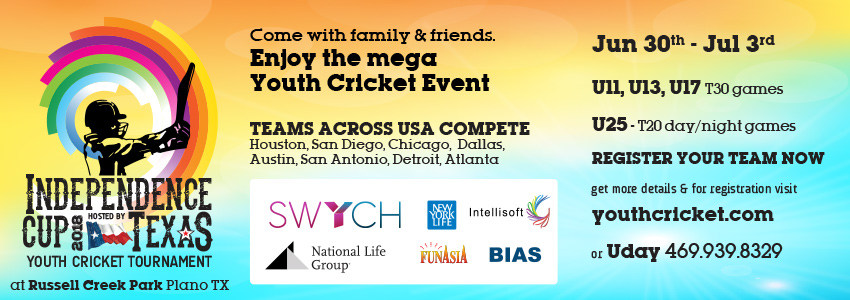 INDEPENDENCE
CUP 2018 HOSTED BY TEXAS
YOUTH CRICKET TOURNAMENT
at Russell Creek Park Plano TX
Come with family & friends.
Enjoy the mega
Youth Cricket Event
TEAMS ACROSS USA COMPETE
Houston, San Diego, Chicago, Dallas,
Austin, San Antonio, Detroit, Atlanta
SWYCH
NEW
YORK
LIFE
Intellisoft
National Life
Group
FUNASIA
BIAS
Jun 30th - Jul 3rd
U11, U13, U17 T30 games
U25 - T20 day/night games
REGISTER YOUR TEAM NOW
get more details & for registration visit
youthcricket.com
or Uday 469.939.8329